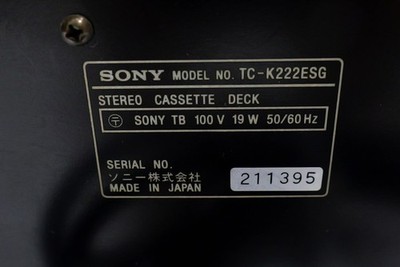 SONY MODEL NO. TC-K222ESG
STEREO CASSETTE DECK
〒 SONY TB 100 V 19 W 50/60 Hz
SERIAL NO.
ソニー株式会社
MADE IN JAPAN 211395